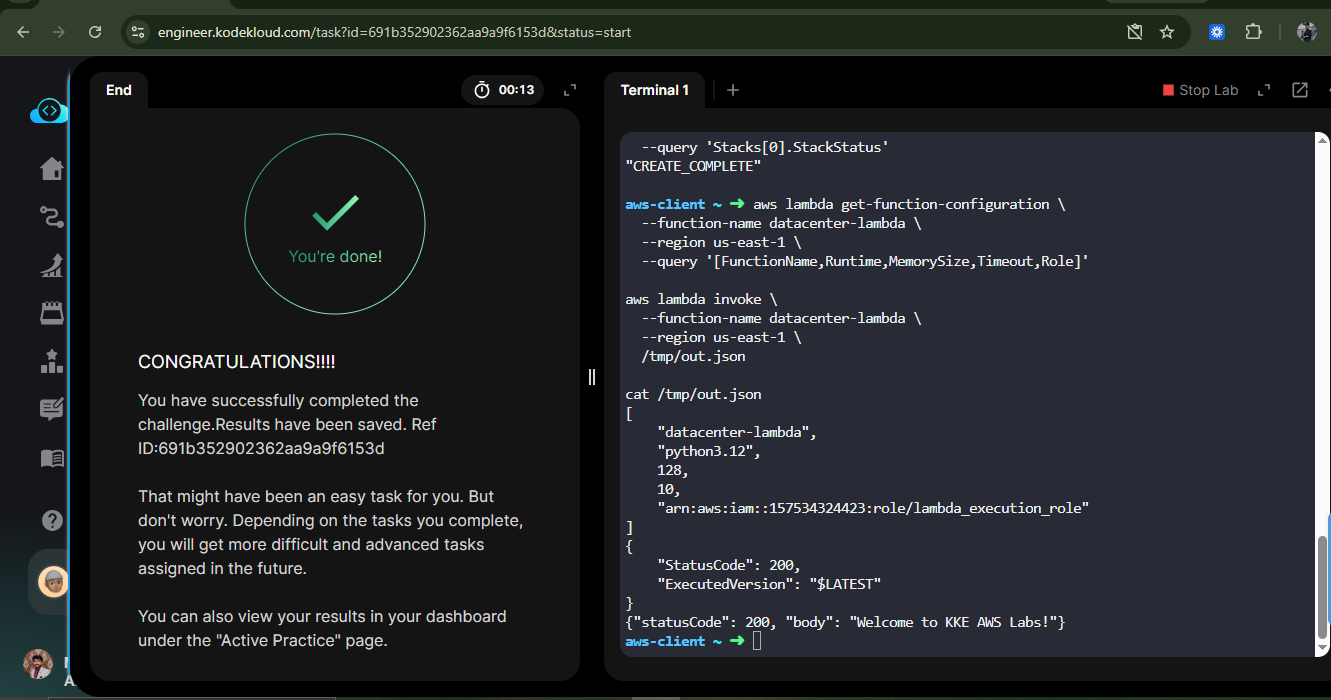 engineer.kodekloud.com/task?id=691b352902362aa9a9f6153d&status=start
End
00:13
You're done!
CONGRATULATIONS!!!!
You have successfully completed the
challenge.Results have been saved. Ref
ID:691b352902362aa9a9f6153d
That might have been an easy task for you. But
don't worry. Depending on the tasks you complete,
you will get more difficult and advanced tasks
assigned in the future.
You can also view your results in your dashboard
under the "Active Practice" page.
Terminal 1
+
Stop Lab
--query 'Stacks[0].StackStatus'
"CREATE_COMPLETE"
aws-client ~ ➜ aws lambda get-function-configuration \
--function-name datacenter-lambda \
--region us-east-1 \
--query '[FunctionName,Runtime,MemorySize,Timeout,Role]'
aws lambda invoke \
--function-name datacenter-lambda \
--region us-east-1 \
/tmp/out.json
cat /tmp/out.json
[
"datacenter-lambda",
"python3.12",
128,
10,
"arn:aws:iam::157534324423:role/lambda_execution_role"
]
{
"StatusCode": 200,
"ExecutedVersion": "$LATEST"
}
{"statusCode": 200, "body": "Welcome to KKE AWS Labs!"}
aws-client ~ ➜